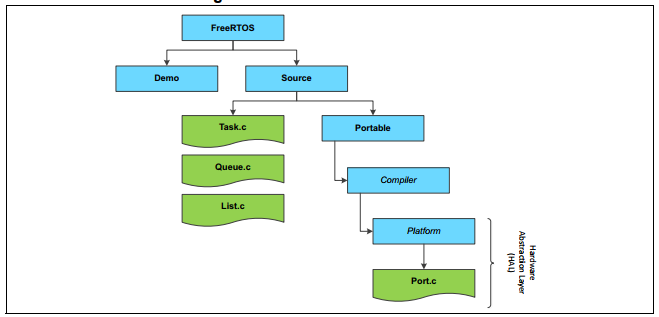 FreeRTOS
Demo
Source
Task.c
Portable
Queue.c
Compiler
List.c
Platform
Hardware
Abstraction Layer
(HAL)
Port.c